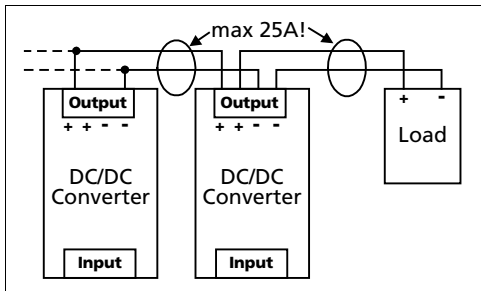 max 25A!
Output
+ + - -
DC/DC
Converter
Input
Output
+ + - -
DC/DC
Converter
Input
+ -
Load